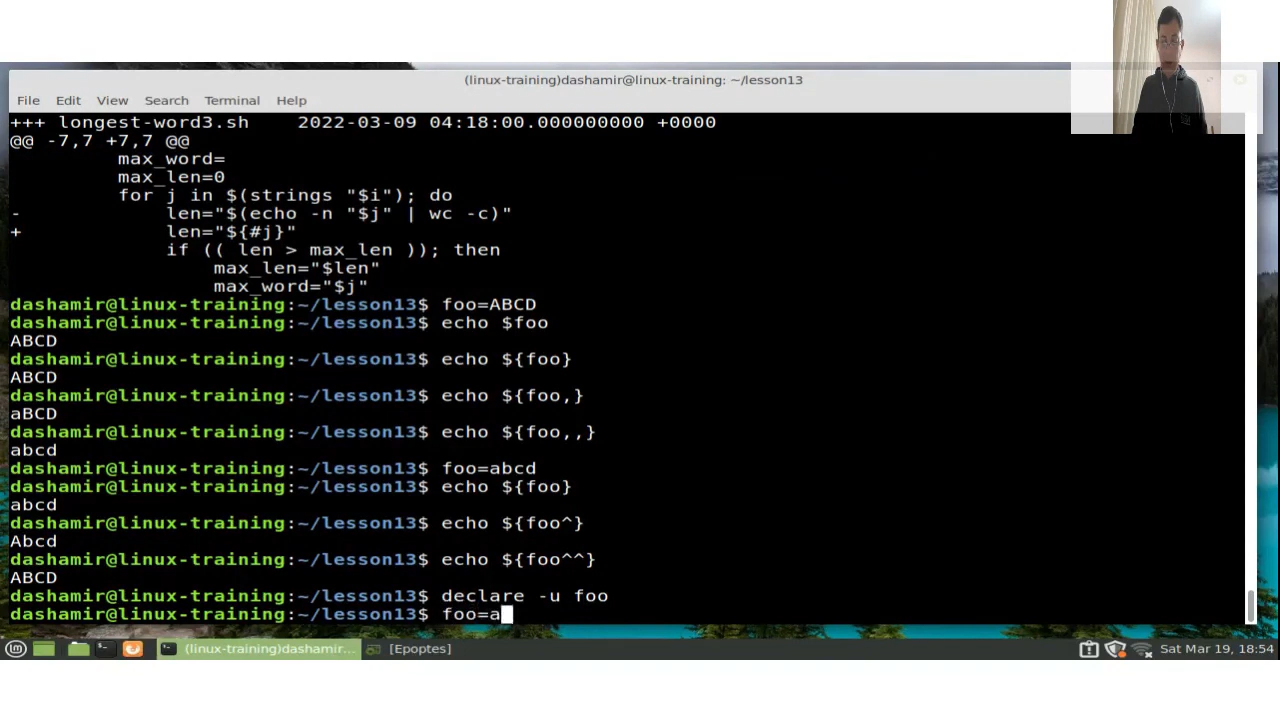 (linux-training)dashamir@linux-training: ~/lesson13
File Edit View Search Terminal Help
+++ longest-word3.sh    2022-03-09 04:18:00.000000000 +0000
@@ -7,7 +7,7 @@
         max_word=
         max_len=0
         for j in $(strings "$i"); do
-            len="$(echo -n "$j" | wc -c)"
+            len="${#j}"
             if (( len > max_len )); then
                 max_len="$len"
                 max_word="$j"
dashamir@linux-training:~/lesson13$ foo=ABCD
dashamir@linux-training:~/lesson13$ echo $foo
ABCD
dashamir@linux-training:~/lesson13$ echo ${foo}
ABCD
dashamir@linux-training:~/lesson13$ echo ${foo,}
aBCD
dashamir@linux-training:~/lesson13$ echo ${foo,,}
abcd
dashamir@linux-training:~/lesson13$ foo=abcd
dashamir@linux-training:~/lesson13$ echo ${foo}
abcd
dashamir@linux-training:~/lesson13$ echo ${foo^}
Abcd
dashamir@linux-training:~/lesson13$ echo ${foo^^}
ABCD
dashamir@linux-training:~/lesson13$ declare -u foo
dashamir@linux-training:~/lesson13$ foo=a
(linux-training)dashamir... [Epoptes] Sat Mar 19, 18:54